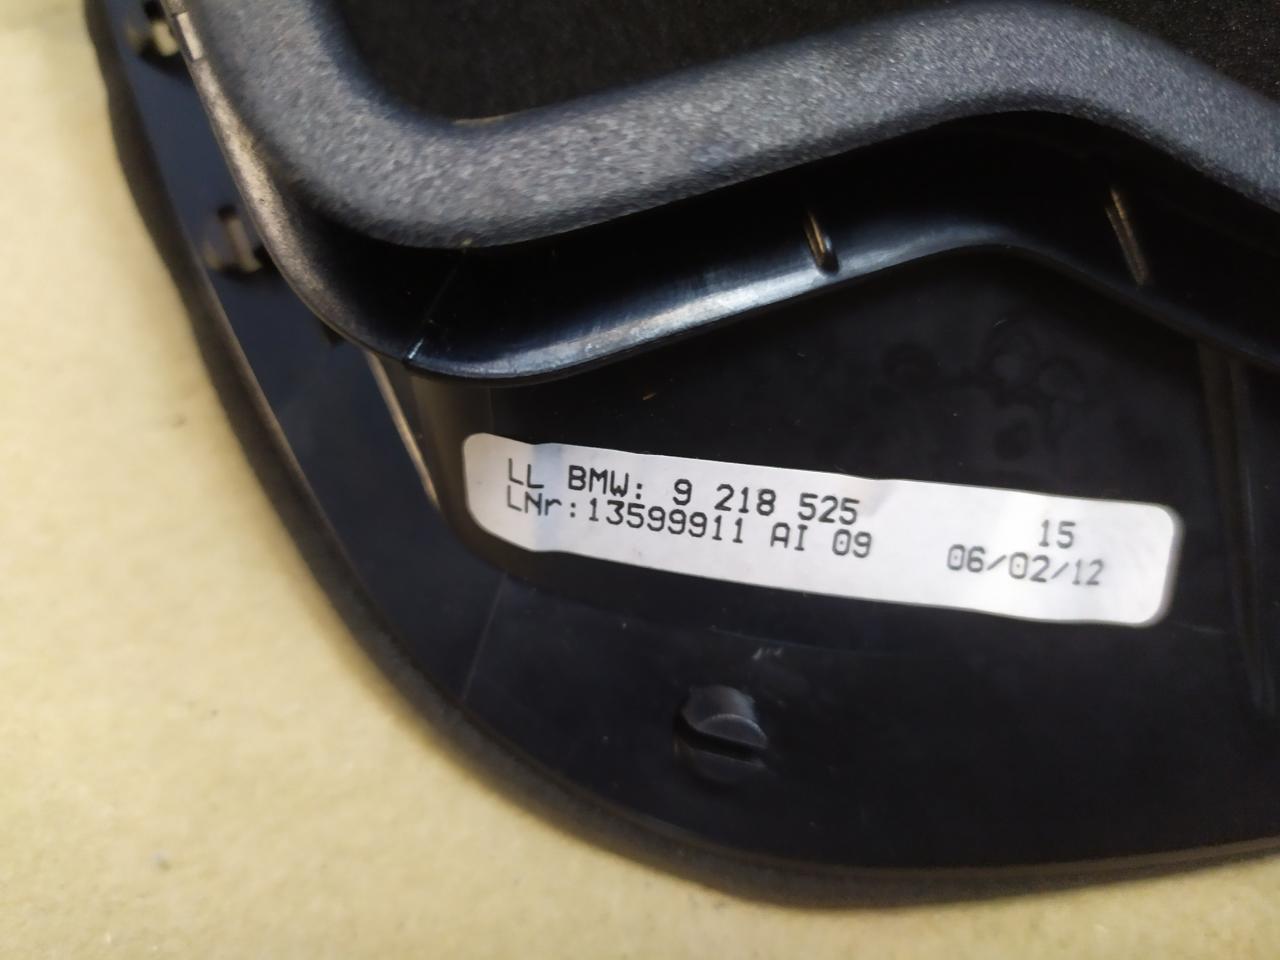 LL BMW: 9 218 525 15
LNr:13599911 AI 09 06/02/12